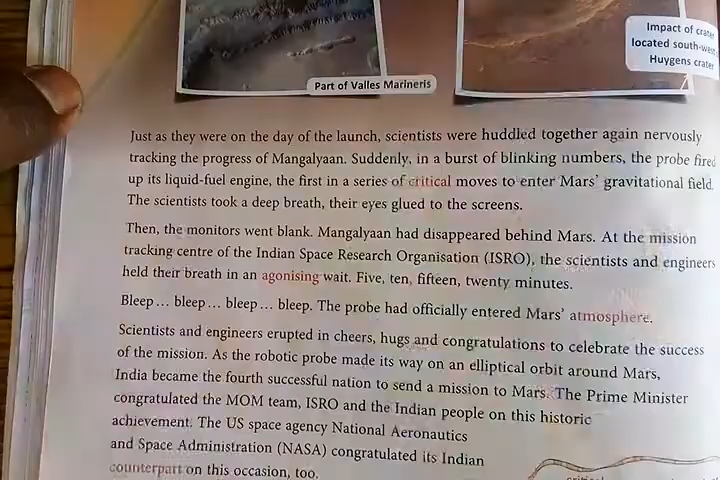 Impact of crater
located south-west
Huygens crater
Part of Valles Marineris
Just as they were on the day of the launch, scientists were huddled together again nervously
tracking the progress of Mangalyaan. Suddenly, in a burst of blinking numbers, the probe fired
up its liquid-fuel engine, the first in a series of critical moves to enter Mars' gravitational field.
The scientists took a deep breath, their eyes glued to the screens.
Then, the monitors went blank. Mangalyaan had disappeared behind Mars. At the mission
tracking centre of the Indian Space Research Organisation (ISRO), the scientists and engineers
held their breath in an agonising wait. Five, ten, fifteen, twenty minutes.
Bleep... bleep... bleep... bleep. The probe had officially entered Mars' atmosphere.
Scientists and engineers erupted in cheers, hugs and congratulations to celebrate the success
of the mission. As the robotic probe made its way on an elliptical orbit around Mars,
India became the fourth successful nation to send a mission to Mars. The Prime Minister
congratulated the MOM team, ISRO and the Indian people on this historic
achievement. The US space agency National Aeronautics
and Space Administration (NASA) congratulated its Indian
counterpart on this occasion, too.